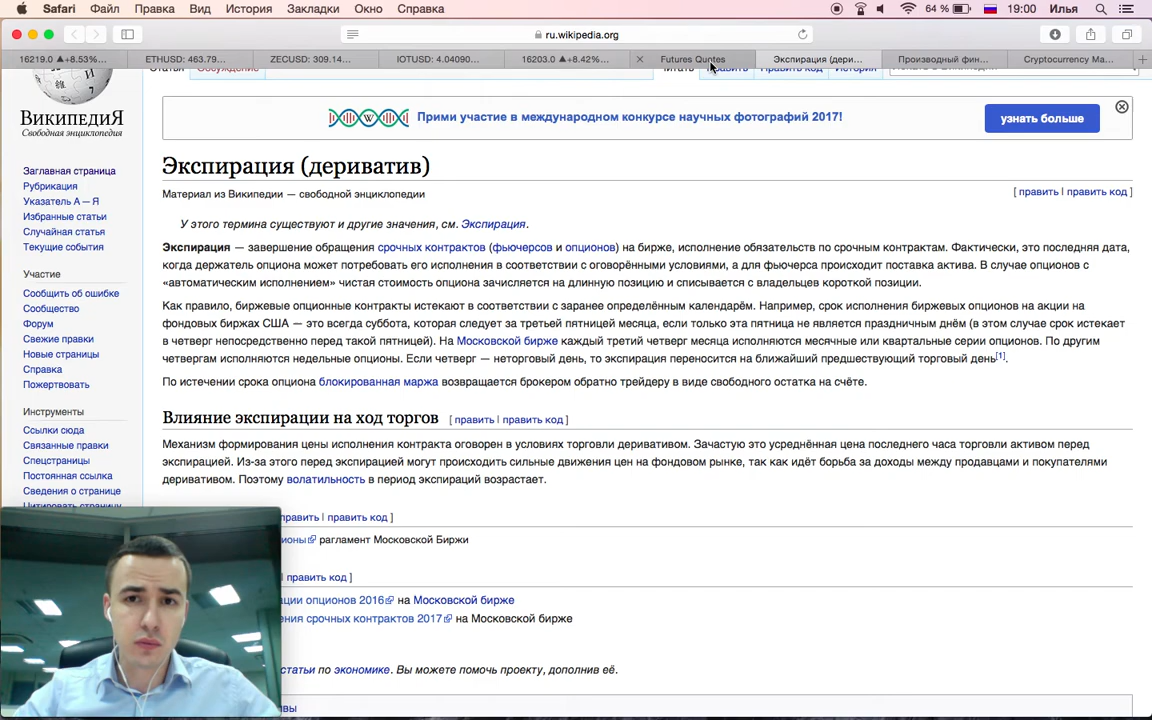 Safari Файл Правка Вид История Закладки Окно Справка 64 % 19:00 Илья
ru.wikipedia.org
16219.0 ▲+8.53%... ETHUSD: 463.79... ZECUSD: 309.14... IOTUSD: 4.04090... 16203.0 ▲+8.42%... Futures Quotes Экспирация (дери... Производный фин... Cryptocurrency Ma...
Статья Обсуждение Читать Править Править код История
ВИКИПЕДИЯ
Свободная энциклопедия
Прими участие в международном конкурсе научных фотографий 2017!
узнать больше
Заглавная страница
Рубрикация
Указатель А — Я
Избранные статьи
Случайная статья
Текущие события
Участие
Сообщить об ошибке
Сообщество
Форум
Свежие правки
Новые страницы
Справка
Пожертвовать
Инструменты
Ссылки сюда
Связанные правки
Спецстраницы
Постоянная ссылка
Сведения о странице
Цитировать страницу
Экспирация (дериватив)
Материал из Википедии — свободной энциклопедии
[ править | править код ]
У этого термина существуют и другие значения, см. Экспирация.
Экспирация — завершение обращения срочных контрактов (фьючерсов и опционов) на бирже, исполнение обязательств по срочным контрактам. Фактически, это последняя дата,
когда держатель опциона может потребовать его исполнения в соответствии с оговорёнными условиями, а для фьючерса происходит поставка актива. В случае опционов с
«автоматическим исполнением» чистая стоимость опциона зачисляется на длинную позицию и списывается с владельцев короткой позиции.
Как правило, биржевые опционные контракты истекают в соответствии с заранее определённым календарём. Например, срок исполнения биржевых опционов на акции на
фондовых биржах США — это всегда суббота, которая следует за третьей пятницей месяца, если только эта пятница не является праздничным днём (в этом случае срок истекает
в четверг непосредственно перед такой пятницей). На Московской бирже каждый третий четверг месяца исполняются месячные или квартальные серии опционов. По другим
четвергам исполняются недельные опционы. Если четверг — неторговый день, то экспирация переносится на ближайший предшествующий торговый день[1].
По истечении срока опциона блокированная маржа возвращается брокером обратно трейдеру в виде свободного остатка на счёте.
Влияние экспирации на ход торгов [ править | править код ]
Механизм формирования цены исполнения контракта оговорен в условиях торговли деривативом. Зачастую это усреднённая цена последнего часа торговли активом перед
экспирацией. Из-за этого перед экспирацией могут происходить сильные движения цен на фондовом рынке, так как идёт борьба за доходы между продавцами и покупателями
деривативом. Поэтому волатильность в период экспираций возрастает.
править | править код ]
ионы рагламент Московской Биржи
править код ]
ции опционов 2016 на Московской бирже
ния срочных контрактов 2017 на Московской бирже
статьи по экономике. Вы можете помочь проекту, дополнив её.
вы